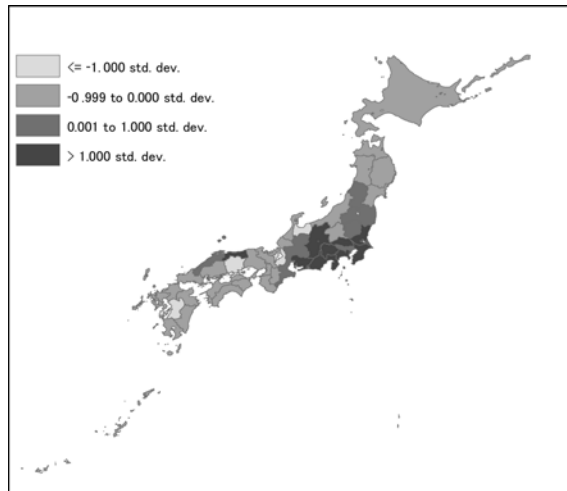 <= -1.000 std. dev.
-0.999 to 0.000 std. dev.
0.001 to 1.000 std. dev.
> 1.000 std. dev.